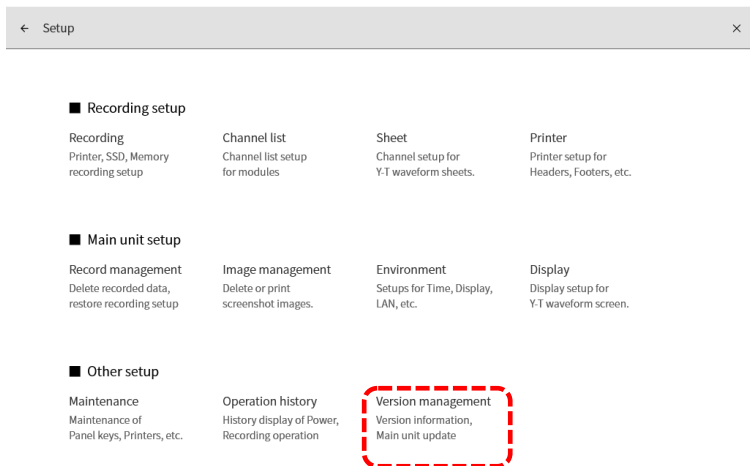 ← Setup ×
■ Recording setup
Recording
Printer, SSD, Memory
recording setup
Channel list
Channel list setup
for modules
Sheet
Channel setup for
Y-T waveform sheets.
Printer
Printer setup for
Headers, Footers, etc.
■ Main unit setup
Record management
Delete recorded data,
restore recording setup
Image management
Delete or print
screenshot images.
Environment
Setups for Time, Display,
LAN, etc.
Display
Display setup for
Y-T waveform screen.
■ Other setup
Maintenance
Maintenance of
Panel keys, Printers, etc.
Operation history
History display of Power,
Recording operation
Version management
Version information,
Main unit update